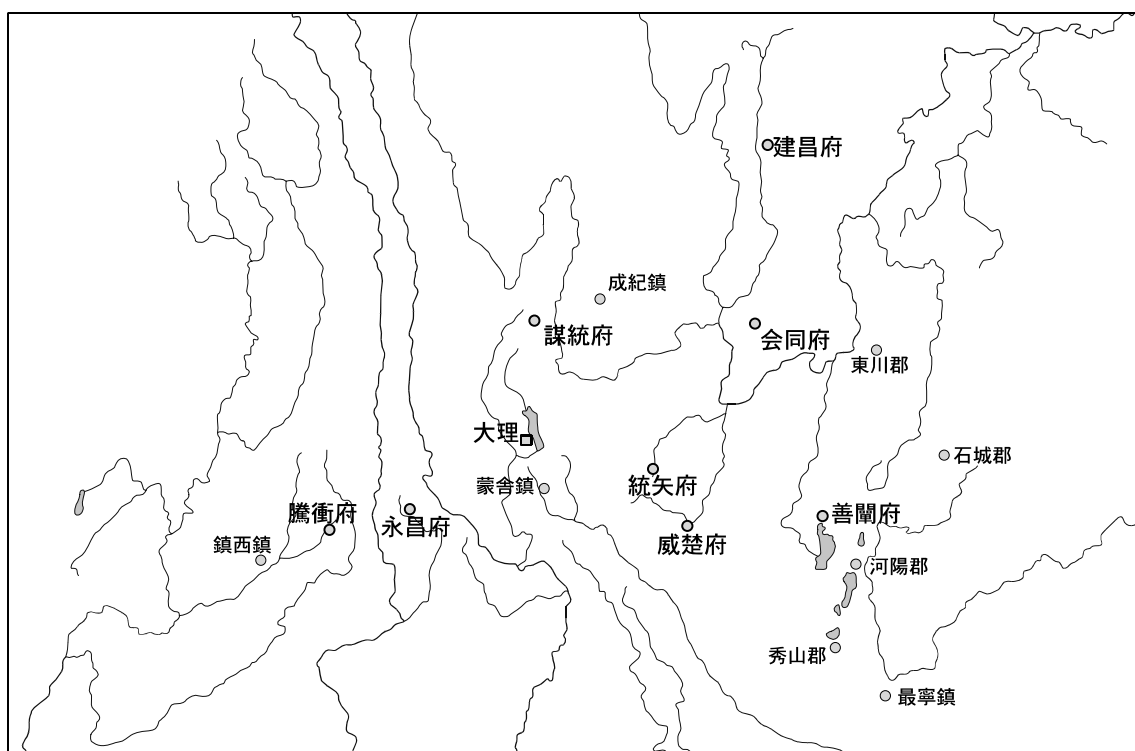 建昌府
成紀鎮
謀統府
会同府
東川郡
大理
石城郡
蒙舎鎮
統矢府
騰衝府
永昌府
善闡府
威楚府
鎮西鎮
河陽郡
秀山郡
最寧鎮